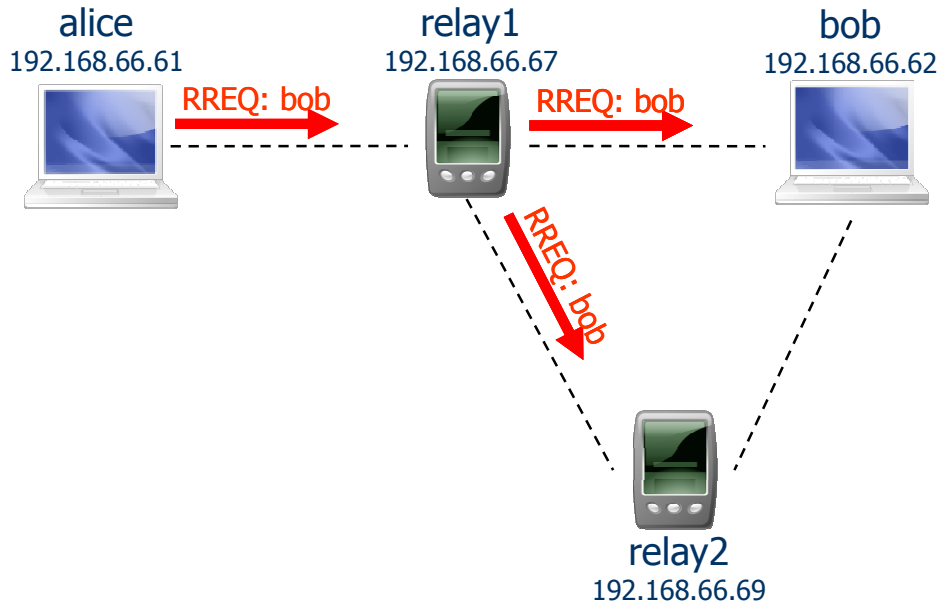 alice
192.168.66.61
relay1
192.168.66.67
bob
192.168.66.62
RREQ: bob
RREQ: bob
RREQ: bob
relay2
192.168.66.69